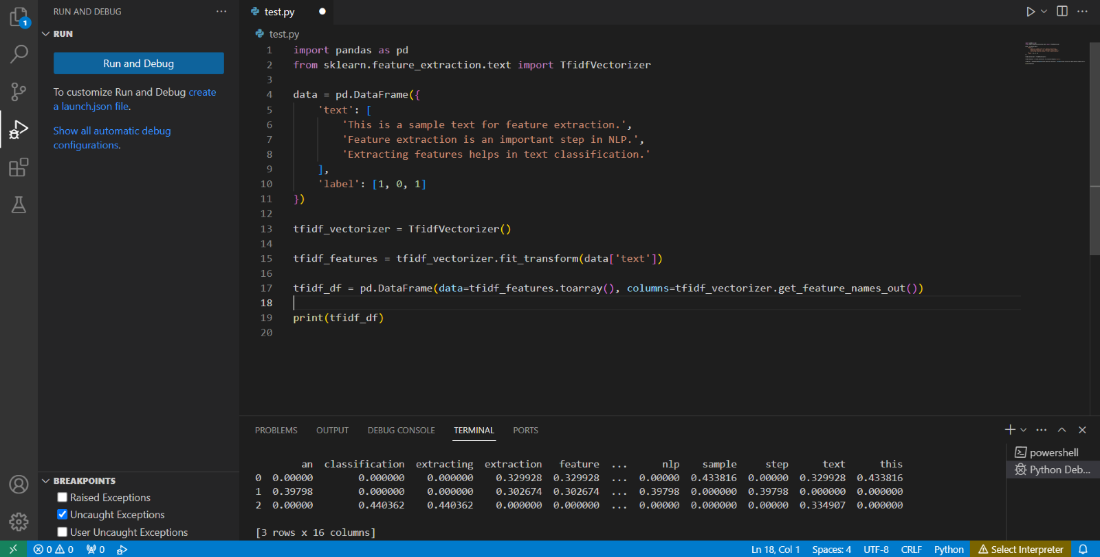 RUN AND DEBUG ···
RUN
Run and Debug
To customize Run and Debug create
a launch.json file.
Show all automatic debug
configurations.
BREAKPOINTS
Raised Exceptions
Uncaught Exceptions
User Uncaught Exceptions
1
test.py
test.py
1 import pandas as pd
2 from sklearn.feature_extraction.text import TfidfVectorizer
3
4 data = pd.DataFrame({
5 'text': [
6 'This is a sample text for feature extraction.',
7 'Feature extraction is an important step in NLP.',
8 'Extracting features helps in text classification.'
9 ],
10 'label': [1, 0, 1]
11 })
12
13 tfidf_vectorizer = TfidfVectorizer()
14
15 tfidf_features = tfidf_vectorizer.fit_transform(data['text'])
16
17 tfidf_df = pd.DataFrame(data=tfidf_features.toarray(), columns=tfidf_vectorizer.get_feature_names_out())
18
19 print(tfidf_df)
20
PROBLEMS OUTPUT DEBUG CONSOLE TERMINAL PORTS
an classification extracting extraction feature ... nlp sample step text this
0 0.00000 0.000000 0.000000 0.329928 0.329928 ... 0.00000 0.433816 0.00000 0.329928 0.433816
1 0.39798 0.000000 0.000000 0.302674 0.302674 ... 0.39798 0.000000 0.39798 0.000000 0.000000
2 0.00000 0.440362 0.440362 0.000000 0.000000 ... 0.00000 0.000000 0.00000 0.334907 0.000000
[3 rows x 16 columns]
powershell
Python Deb...
0 0 0 Ln 18, Col 1 Spaces: 4 UTF-8 CRLF Python Select Interpreter